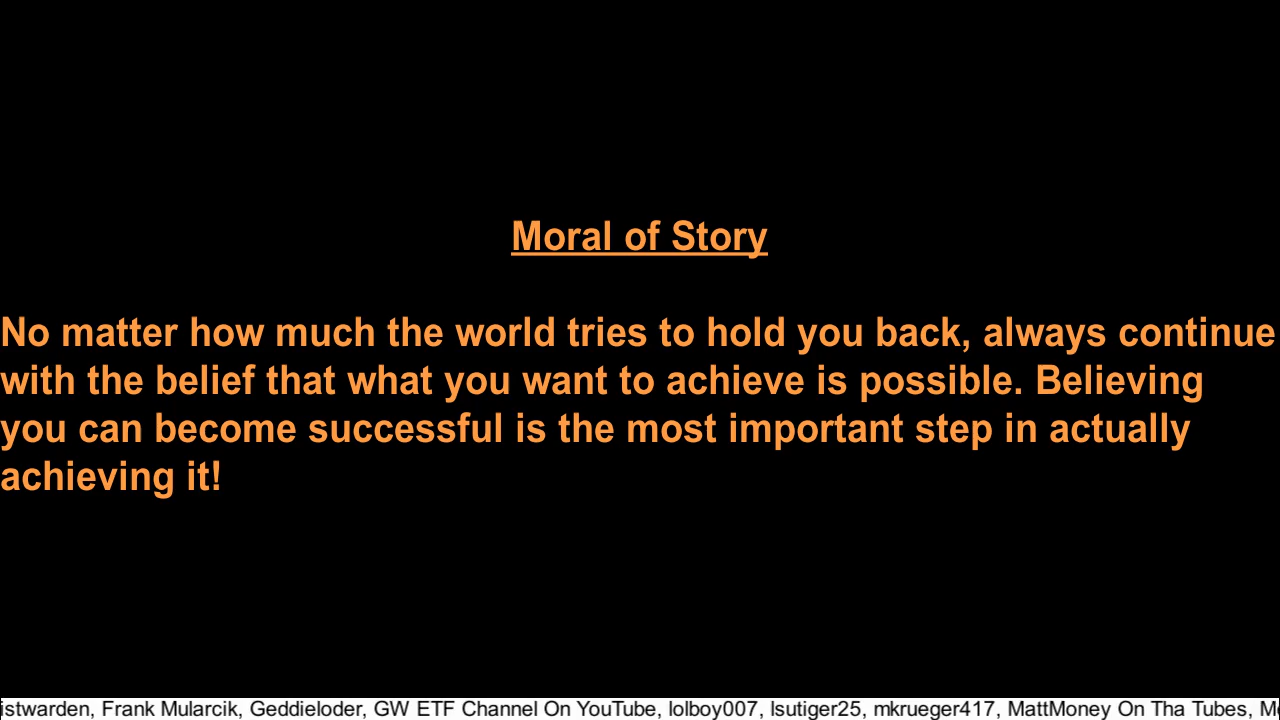 Moral of Story
No matter how much the world tries to hold you back, always continue
with the belief that what you want to achieve is possible. Believing
you can become successful is the most important step in actually
achieving it!
istwarden, Frank Mularcik, Geddieloder, GW ETF Channel On YouTube, lolboy007, lsutiger25, mkrueger417, MattMoney On Tha Tubes,